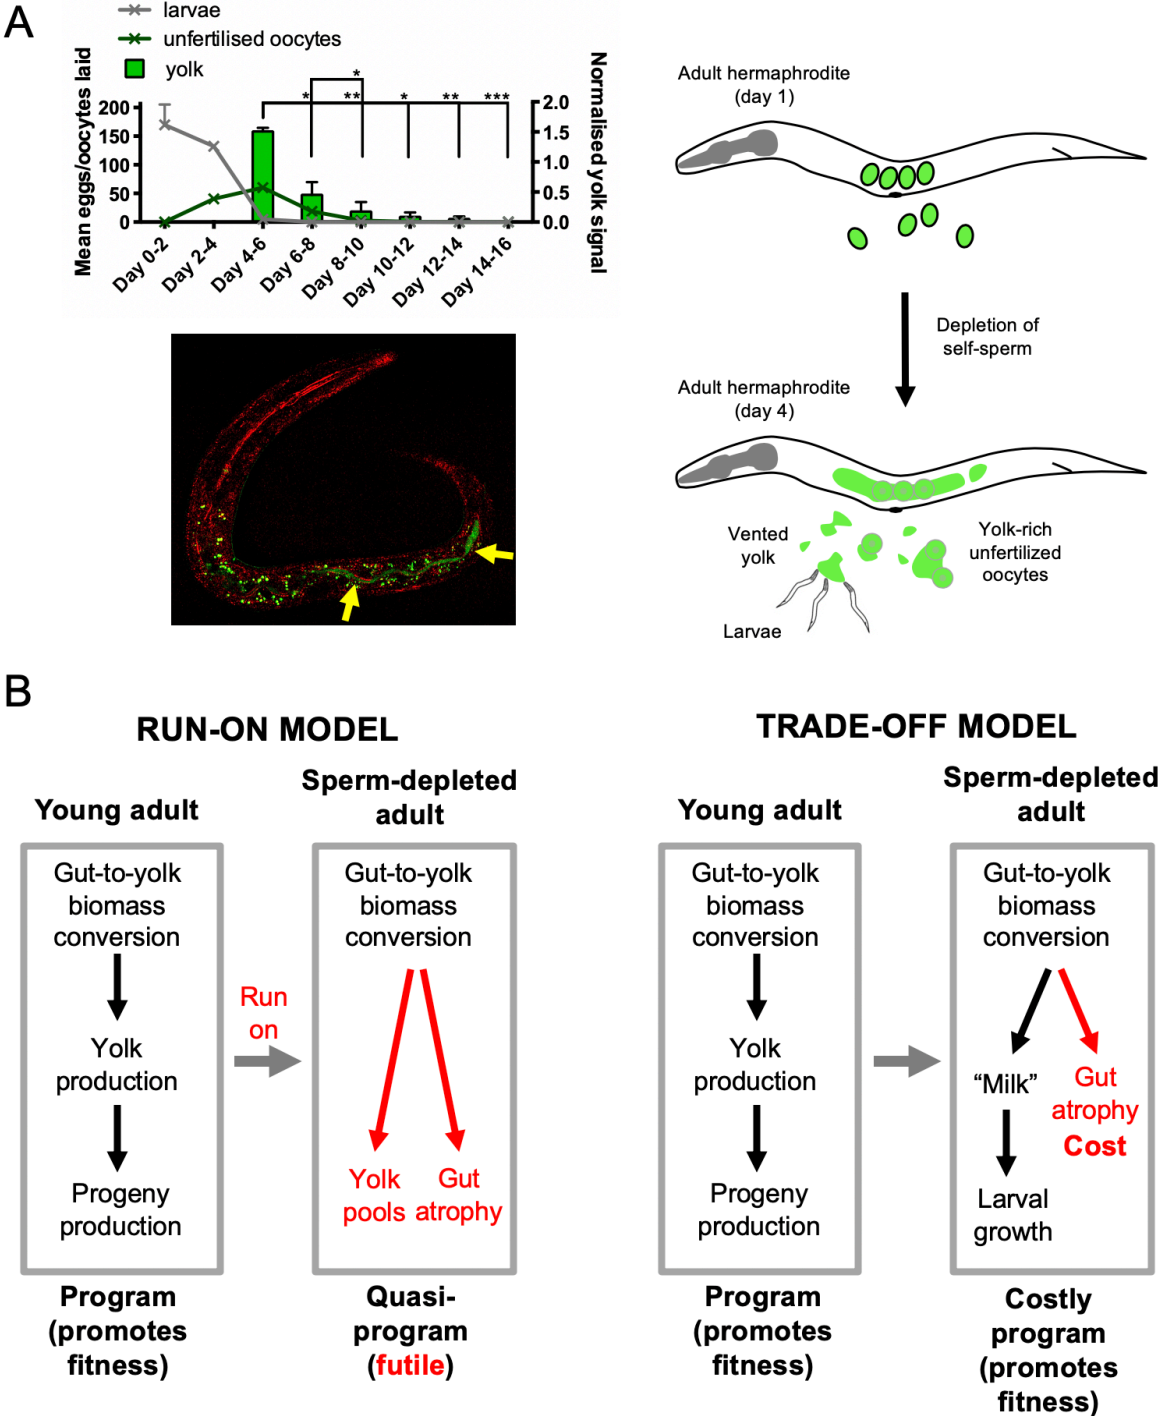 A
larvae
unfertilised oocytes
yolk
Mean eggs/oocytes laid
200
150
100
50
0
* ** * ** ***
*
2.0
1.5
1.0
0.5
0.0
Normalised yolk signal
Day 0-2
Day 2-4
Day 4-6
Day 6-8
Day 8-10
Day 10-12
Day 12-14
Day 14-16
Adult hermaphrodite
(day 1)
Depletion of
self-sperm
Adult hermaphrodite
(day 4)
Vented
yolk
Yolk-rich
unfertilized
oocytes
Larvae
B
RUN-ON MODEL
Young adult
Gut-to-yolk
biomass
conversion
Yolk
production
Progeny
production
Program
(promotes
fitness)
Run
on
Sperm-depleted
adult
Gut-to-yolk
biomass
conversion
Yolk
pools
Gut
atrophy
Quasi-
program
(futile)
TRADE-OFF MODEL
Young adult
Gut-to-yolk
biomass
conversion
Yolk
production
Progeny
production
Program
(promotes
fitness)
Sperm-depleted
adult
Gut-to-yolk
biomass
conversion
“Milk”
Larval
growth
Gut
atrophy
Cost
Costly
program
(promotes
fitness)